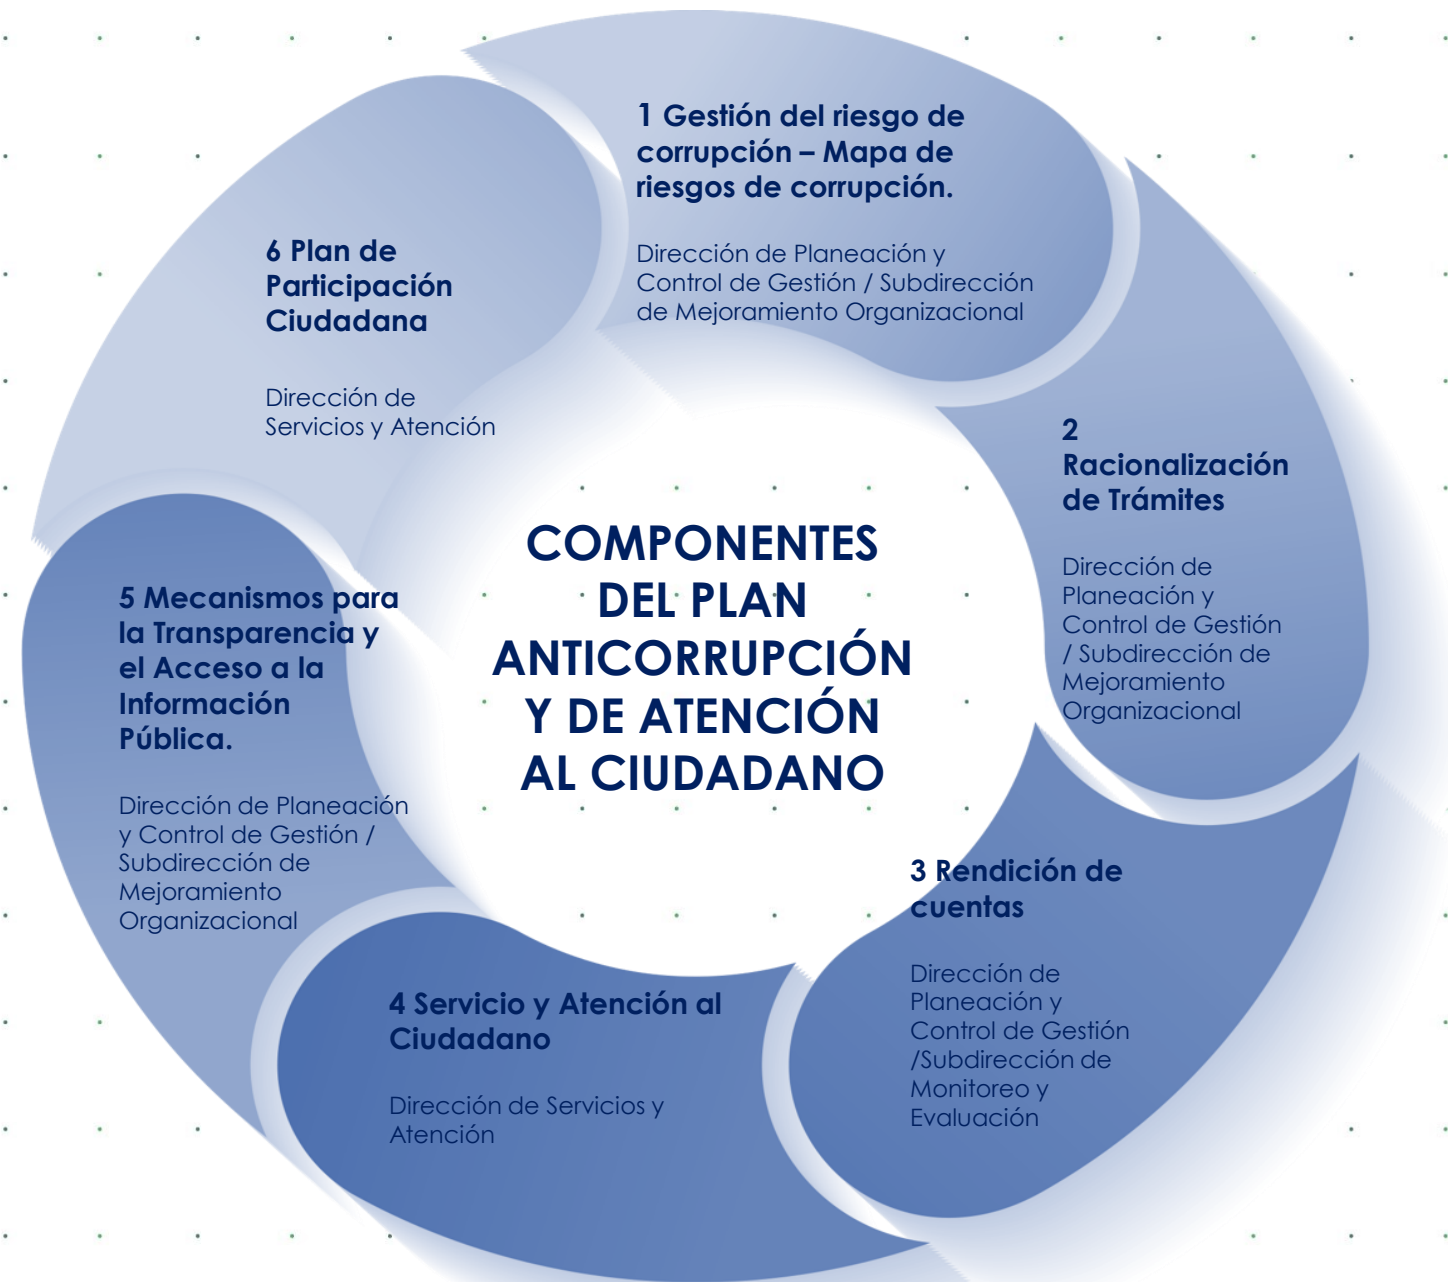 1 Gestión del riesgo de
corrupción – Mapa de
riesgos de corrupción.
Dirección de Planeación y
Control de Gestión / Subdirección
de Mejoramiento Organizacional
2
Racionalización
de Trámites
Dirección de
Planeación y
Control de Gestión
/ Subdirección de
Mejoramiento
Organizacional
3 Rendición de
cuentas
Dirección de
Planeación y
Control de Gestión
/Subdirección de
Monitoreo y
Evaluación
4 Servicio y Atención al
Ciudadano
Dirección de Servicios y
Atención
5 Mecanismos para
la Transparencia y
el Acceso a la
Información
Pública.
Dirección de Planeación
y Control de Gestión /
Subdirección de
Mejoramiento
Organizacional
6 Plan de
Participación
Ciudadana
Dirección de
Servicios y Atención
COMPONENTES
DEL PLAN
ANTICORRUPCIÓN
Y DE ATENCIÓN
AL CIUDADANO